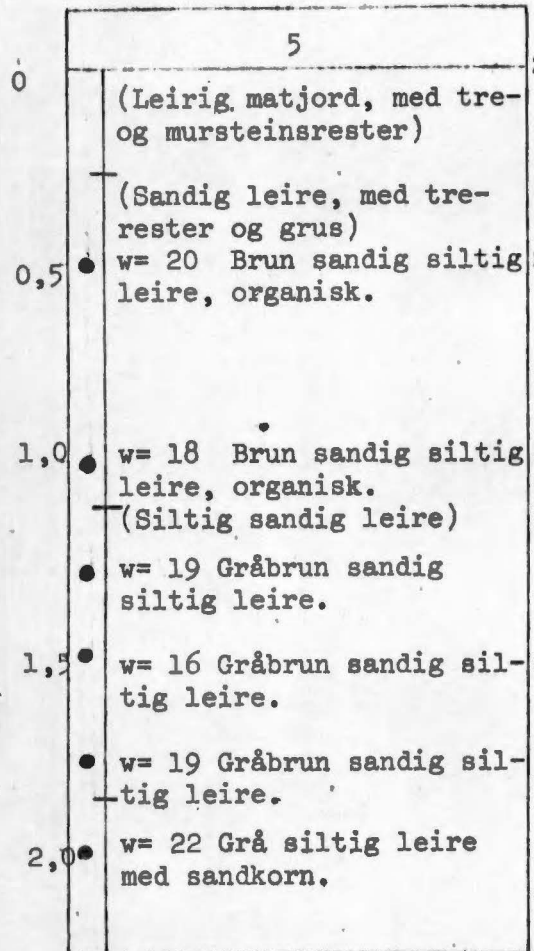 5
0
(Leirig matjord, med tre-
og mursteinsrester)
(Sandig leire, med tre-
rester og grus)
0,5
w= 20 Brun sandig siltig
leire, organisk.
1,0
w= 18 Brun sandig siltig
leire, organisk.
(Siltig sandig leire)
w= 19 Gråbrun sandig
siltig leire.
1,5
w= 16 Gråbrun sandig sil-
tig leire.
w= 19 Gråbrun sandig sil-
tig leire.
2,0
w= 22 Grå siltig leire
med sandkorn.